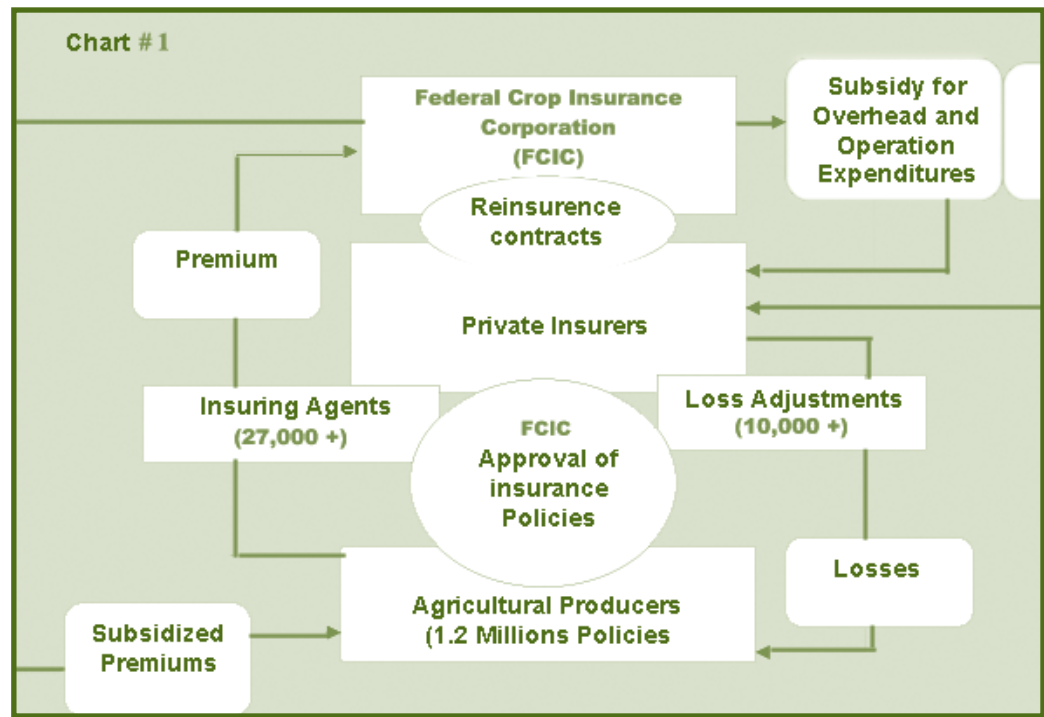 Chart # 1
Federal Crop Insurance
Corporation
(FCIC)
Subsidy for
Overhead and
Operation
Expenditures
Reinsurence
contracts
Premium
Private Insurers
Insuring Agents
(27,000 +)
Loss Adjustments
(10,000 +)
FCIC
Approval of
insurance
Policies
Losses
Agricultural Producers
(1.2 Millions Policies
Subsidized
Premiums